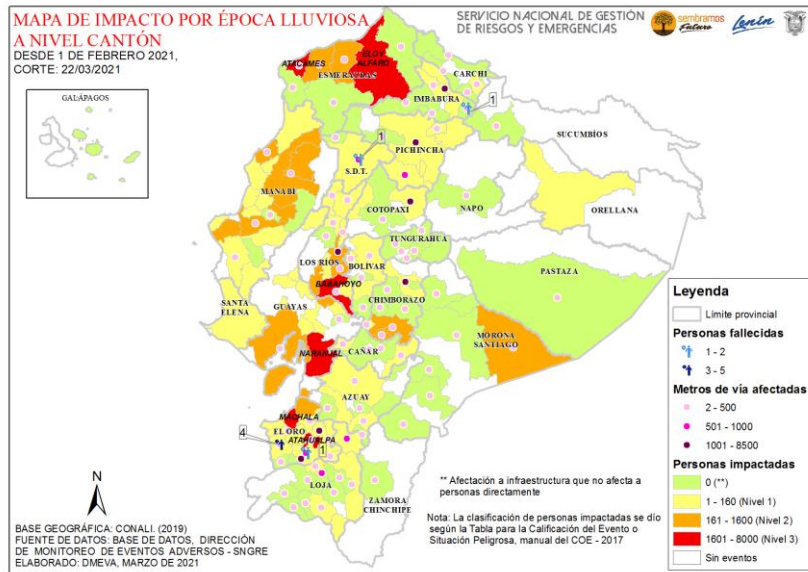 MAPA DE IMPACTO POR ÉPOCA LLUVIOSA
A NIVEL CANTÓN
DESDE 1 DE FEBRERO 2021,
CORTE: 22/03/2021
SERVICIO NACIONAL DE GESTIÓN
DE RIESGOS Y EMERGENCIAS
sembramos
Futuro
Lenín
GALÁPAGOS
ELOY
ALFARO
ATACAMES
ESMERALDAS
CARCHI
IMBABURA
1
SUCUMBÍOS
1
PICHINCHA
S.D.T.
MANABÍ
COTOPAXI
NAPO
ORELLANA
TUNGURAHUA
LOS RÍOS
BOLÍVAR
PASTAZA
BABAHOYO
CHIMBORAZO
SANTA
ELENA
GUAYAS
MORONA
SANTIAGO
NARANJAL
CAÑAR
AZUAY
MACHALA
EL ORO
4
ATAHUALPA
1
LOJA
ZAMORA
CHINCHIPE
Leyenda
Límite provincial
Personas fallecidas
1 - 2
3 - 5
Metros de vía afectadas
2 - 500
501 - 1000
1001 - 8500
Personas impactadas
0 (**)
1 - 160 (Nivel 1)
161 - 1600 (Nivel 2)
1601 - 8000 (Nivel 3)
Sin eventos
** Afectación a infraestructura que no afecta a
personas directamente
Nota: La clasificación de personas impactadas se dío
según la Tabla para la Calificación del Evento o
Situación Peligrosa, manual del COE - 2017
N
BASE GEOGRÁFICA: CONALI. (2019)
FUENTE DE DATOS: BASE DE DATOS, DIRECCIÓN
DE MONITOREO DE EVENTOS ADVERSOS - SNGRE
ELABORADO: DMEVA, MARZO DE 2021